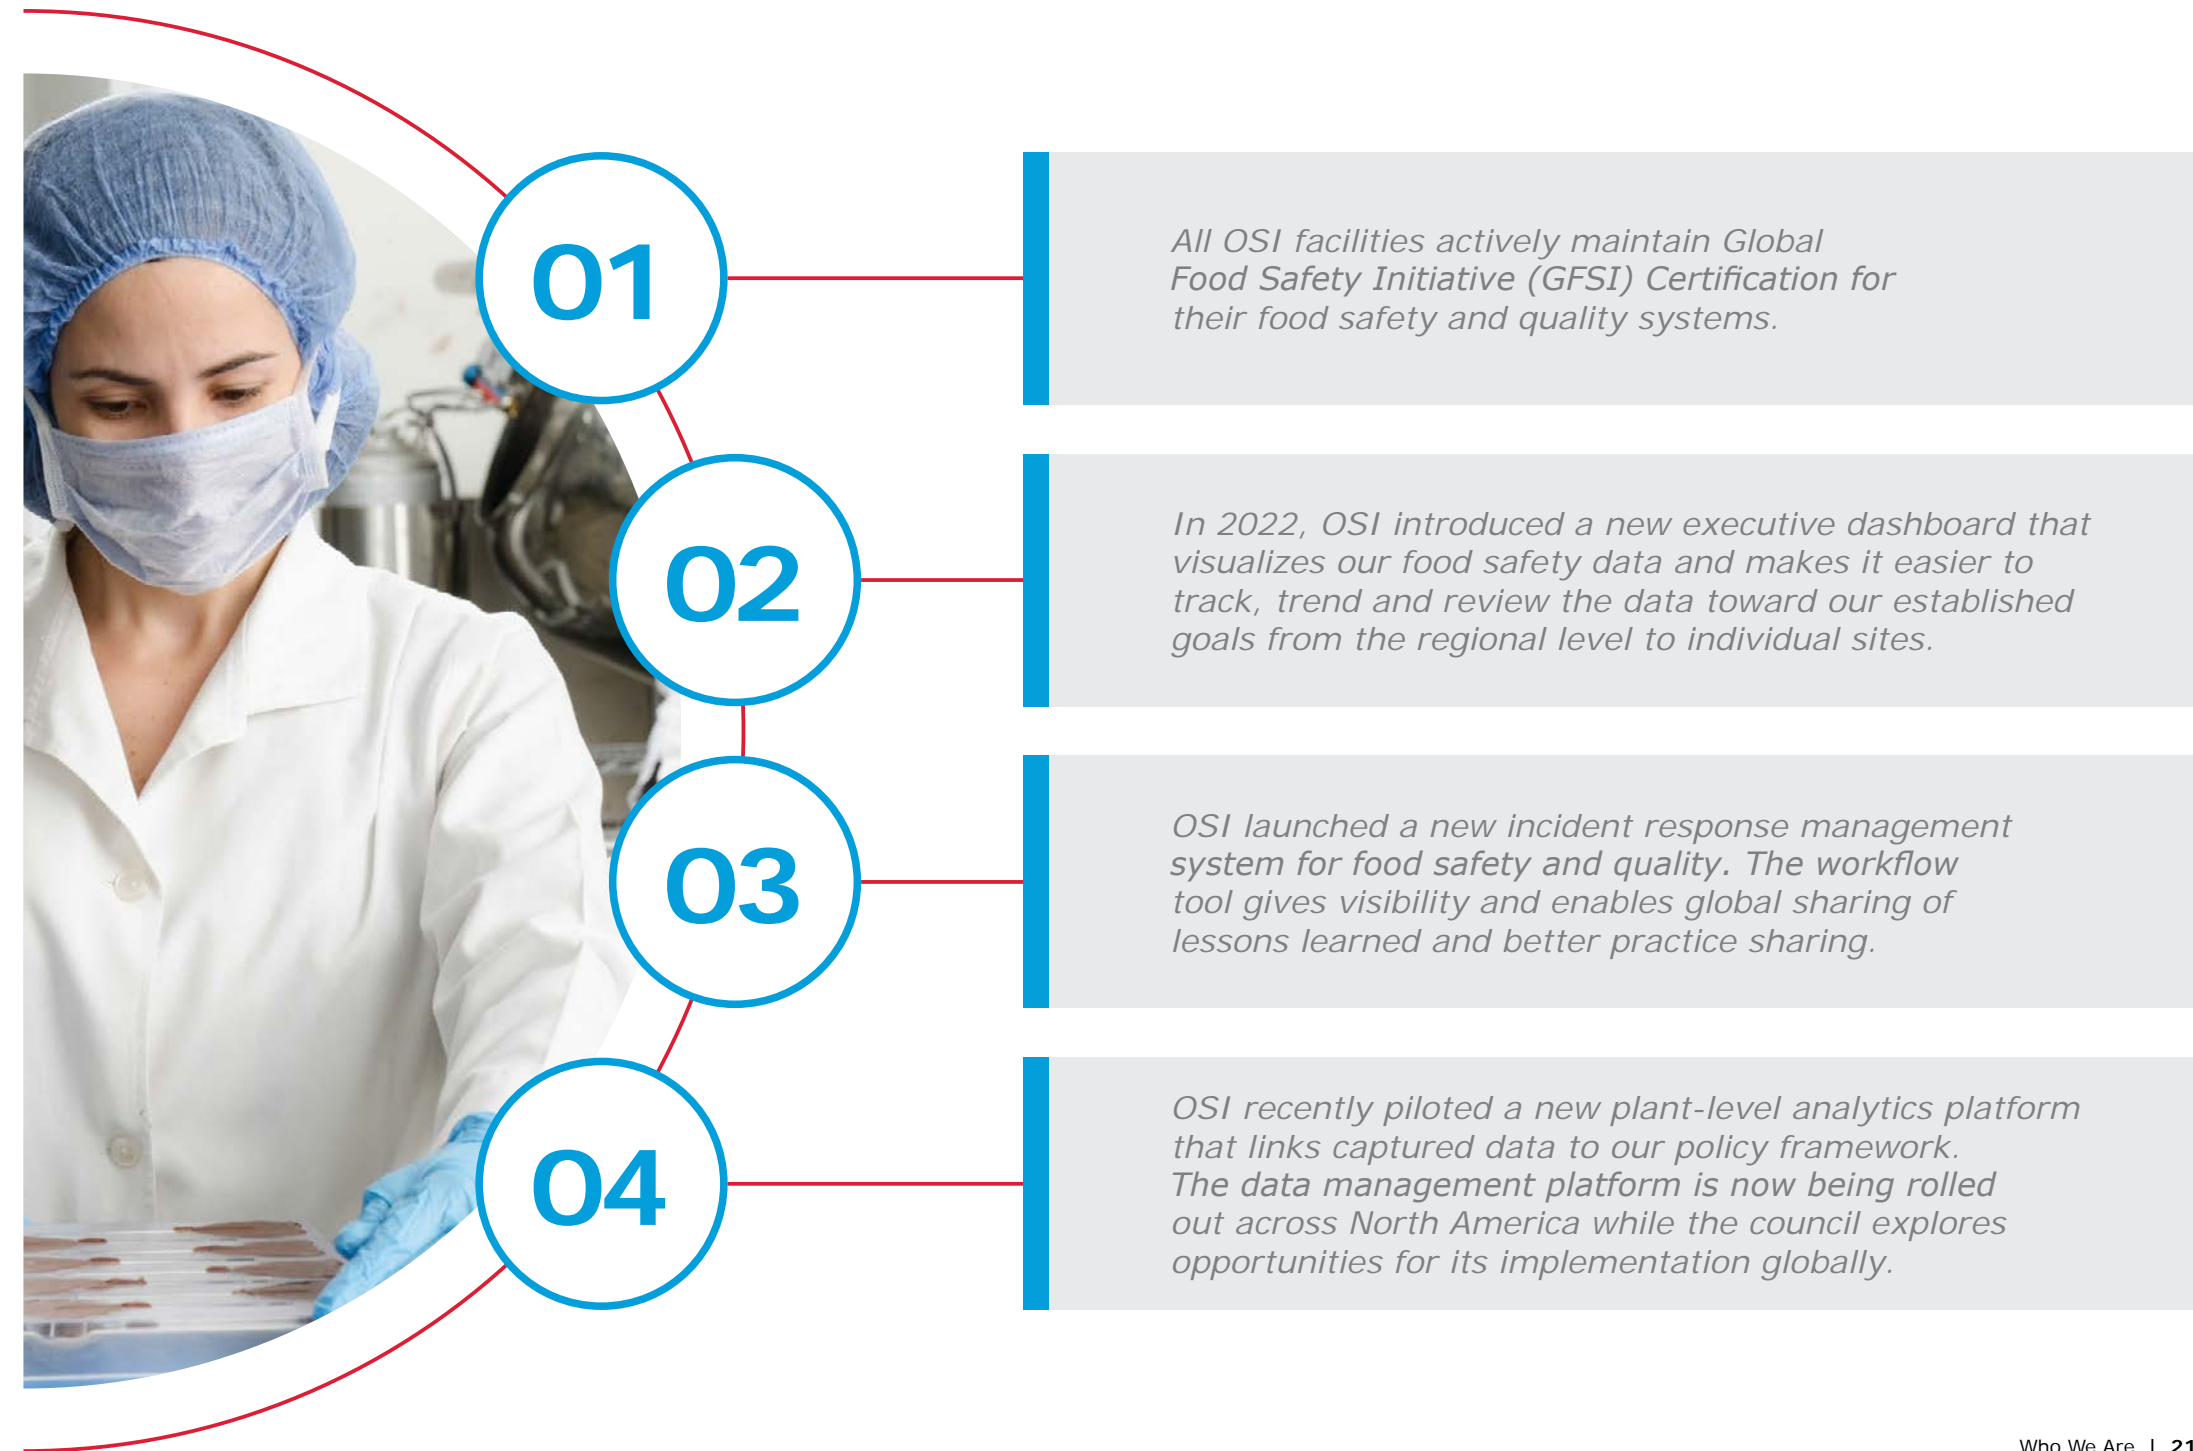 01
All OSI facilities actively maintain Global
Food Safety Initiative (GFSI) Certification for
their food safety and quality systems.
02
In 2022, OSI introduced a new executive dashboard that
visualizes our food safety data and makes it easier to
track, trend and review the data toward our established
goals from the regional level to individual sites.
03
OSI launched a new incident response management
system for food safety and quality. The workflow
tool gives visibility and enables global sharing of
lessons learned and better practice sharing.
04
OSI recently piloted a new plant-level analytics platform
that links captured data to our policy framework.
The data management platform is now being rolled
out across North America while the council explores
opportunities for its implementation globally.
Who We Are | 21